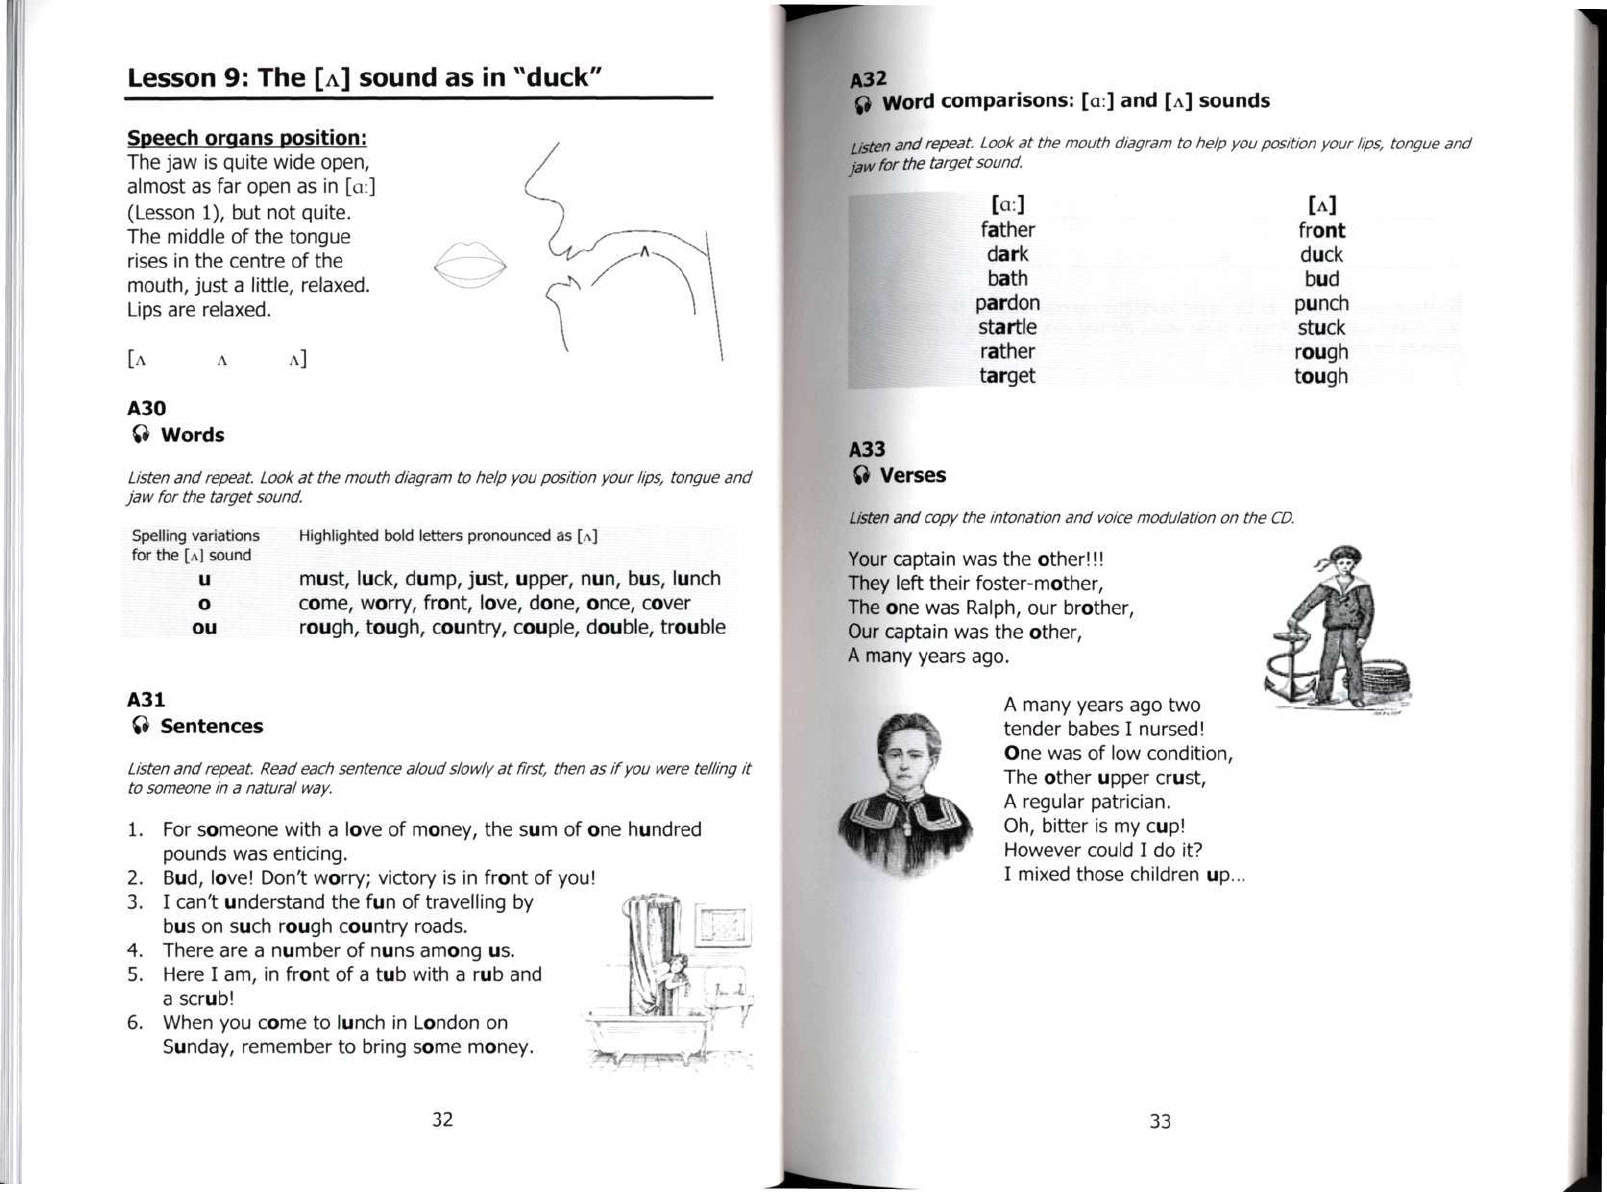 Lesson 9: The [ʌ] sound as in "duck"
Speech organs position:
The jaw is quite wide open,
almost as far open as in [ɑ:]
(Lesson 1), but not quite.
The middle of the tongue
rises in the centre of the
mouth, just a little, relaxed.
Lips are relaxed.
ʌ
[ʌ ʌ ʌ]
A30
Words
Listen and repeat. Look at the mouth diagram to help you position your lips, tongue and
jaw for the target sound.
Spelling variations Highlighted bold letters pronounced as [ʌ]
for the [ʌ] sound
u must, luck, dump, just, upper, nun, bus, lunch
o come, worry, front, love, done, once, cover
ou rough, tough, country, couple, double, trouble
A31
Sentences
Listen and repeat. Read each sentence aloud slowly at first, then as if you were telling it
to someone in a natural way.
1. For someone with a love of money, the sum of one hundred
pounds was enticing.
2. Bud, love! Don't worry; victory is in front of you!
3. I can't understand the fun of travelling by
bus on such rough country roads.
4. There are a number of nuns among us.
5. Here I am, in front of a tub with a rub and
a scrub!
6. When you come to lunch in London on
Sunday, remember to bring some money.
32
A32
Word comparisons: [ɑ:] and [ʌ] sounds
Listen and repeat. Look at the mouth diagram to help you position your lips, tongue and
jaw for the target sound.
[ɑ:] [ʌ]
father front
dark duck
bath bud
pardon punch
startle stuck
rather rough
target tough
A33
Verses
Listen and copy the intonation and voice modulation on the CD.
Your captain was the other!!!
They left their foster-mother,
The one was Ralph, our brother,
Our captain was the other,
A many years ago.
A many years ago two
tender babes I nursed!
One was of low condition,
The other upper crust,
A regular patrician.
Oh, bitter is my cup!
However could I do it?
I mixed those children up...
33